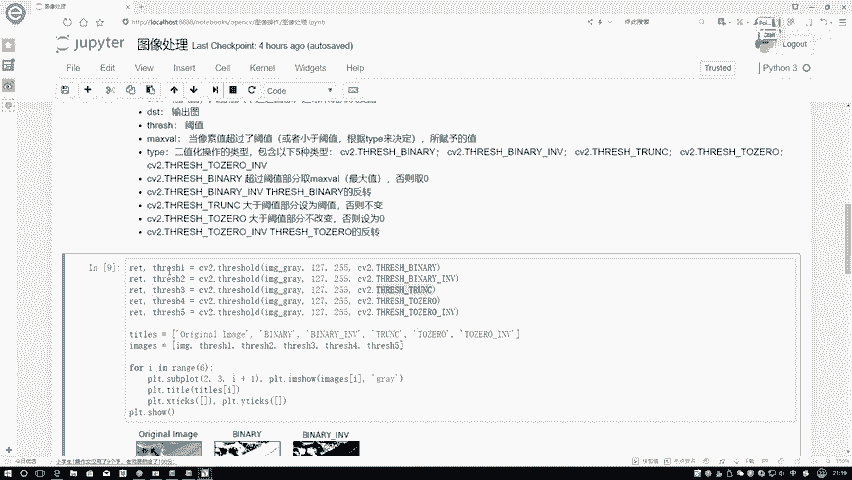 图像处理
http://localhost:8888/notebooks/opencv/图像操作/图像处理.ipynb
jupyter 图像处理 Last Checkpoint: 4 hours ago (autosaved)
Logout
File Edit View Insert Cell Kernel Widgets Help
Trusted Python 3
Code
dst: 输出图
thresh: 阈值
maxval: 当像素值超过了阈值（或者小于阈值，根据type来决定），所赋予的值
type: 二值化操作的类型，包含以下5种类型: cv2.THRESH_BINARY; cv2.THRESH_BINARY_INV; cv2.THRESH_TRUNC; cv2.THRESH_TOZERO;
cv2.THRESH_TOZERO_INV
cv2.THRESH_BINARY 超过阈值部分取maxval（最大值），否则取0
cv2.THRESH_BINARY_INV THRESH_BINARY的反转
cv2.THRESH_TRUNC 大于阈值部分设为阈值，否则不变
cv2.THRESH_TOZERO 大于阈值部分不改变，否则设为0
cv2.THRESH_TOZERO_INV THRESH_TOZERO的反转
In [9]:
ret, thresh1 = cv2.threshold(img_gray, 127, 255, cv2.THRESH_BINARY)
ret, thresh2 = cv2.threshold(img_gray, 127, 255, cv2.THRESH_BINARY_INV)
ret, thresh3 = cv2.threshold(img_gray, 127, 255, cv2.THRESH_TRUNC)
ret, thresh4 = cv2.threshold(img_gray, 127, 255, cv2.THRESH_TOZERO)
ret, thresh5 = cv2.threshold(img_gray, 127, 255, cv2.THRESH_TOZERO_INV)
titles = ['Original Image', 'BINARY', 'BINARY_INV', 'TRUNC', 'TOZERO', 'TOZERO_INV']
images = [img, thresh1, thresh2, thresh3, thresh4, thresh5]
for i in range(6):
plt.subplot(2, 3, i + 1), plt.imshow(images[i], 'gray')
plt.title(titles[i])
plt.xticks([]), plt.yticks([])
plt.show()
Original Image BINARY BINARY_INV
21:19